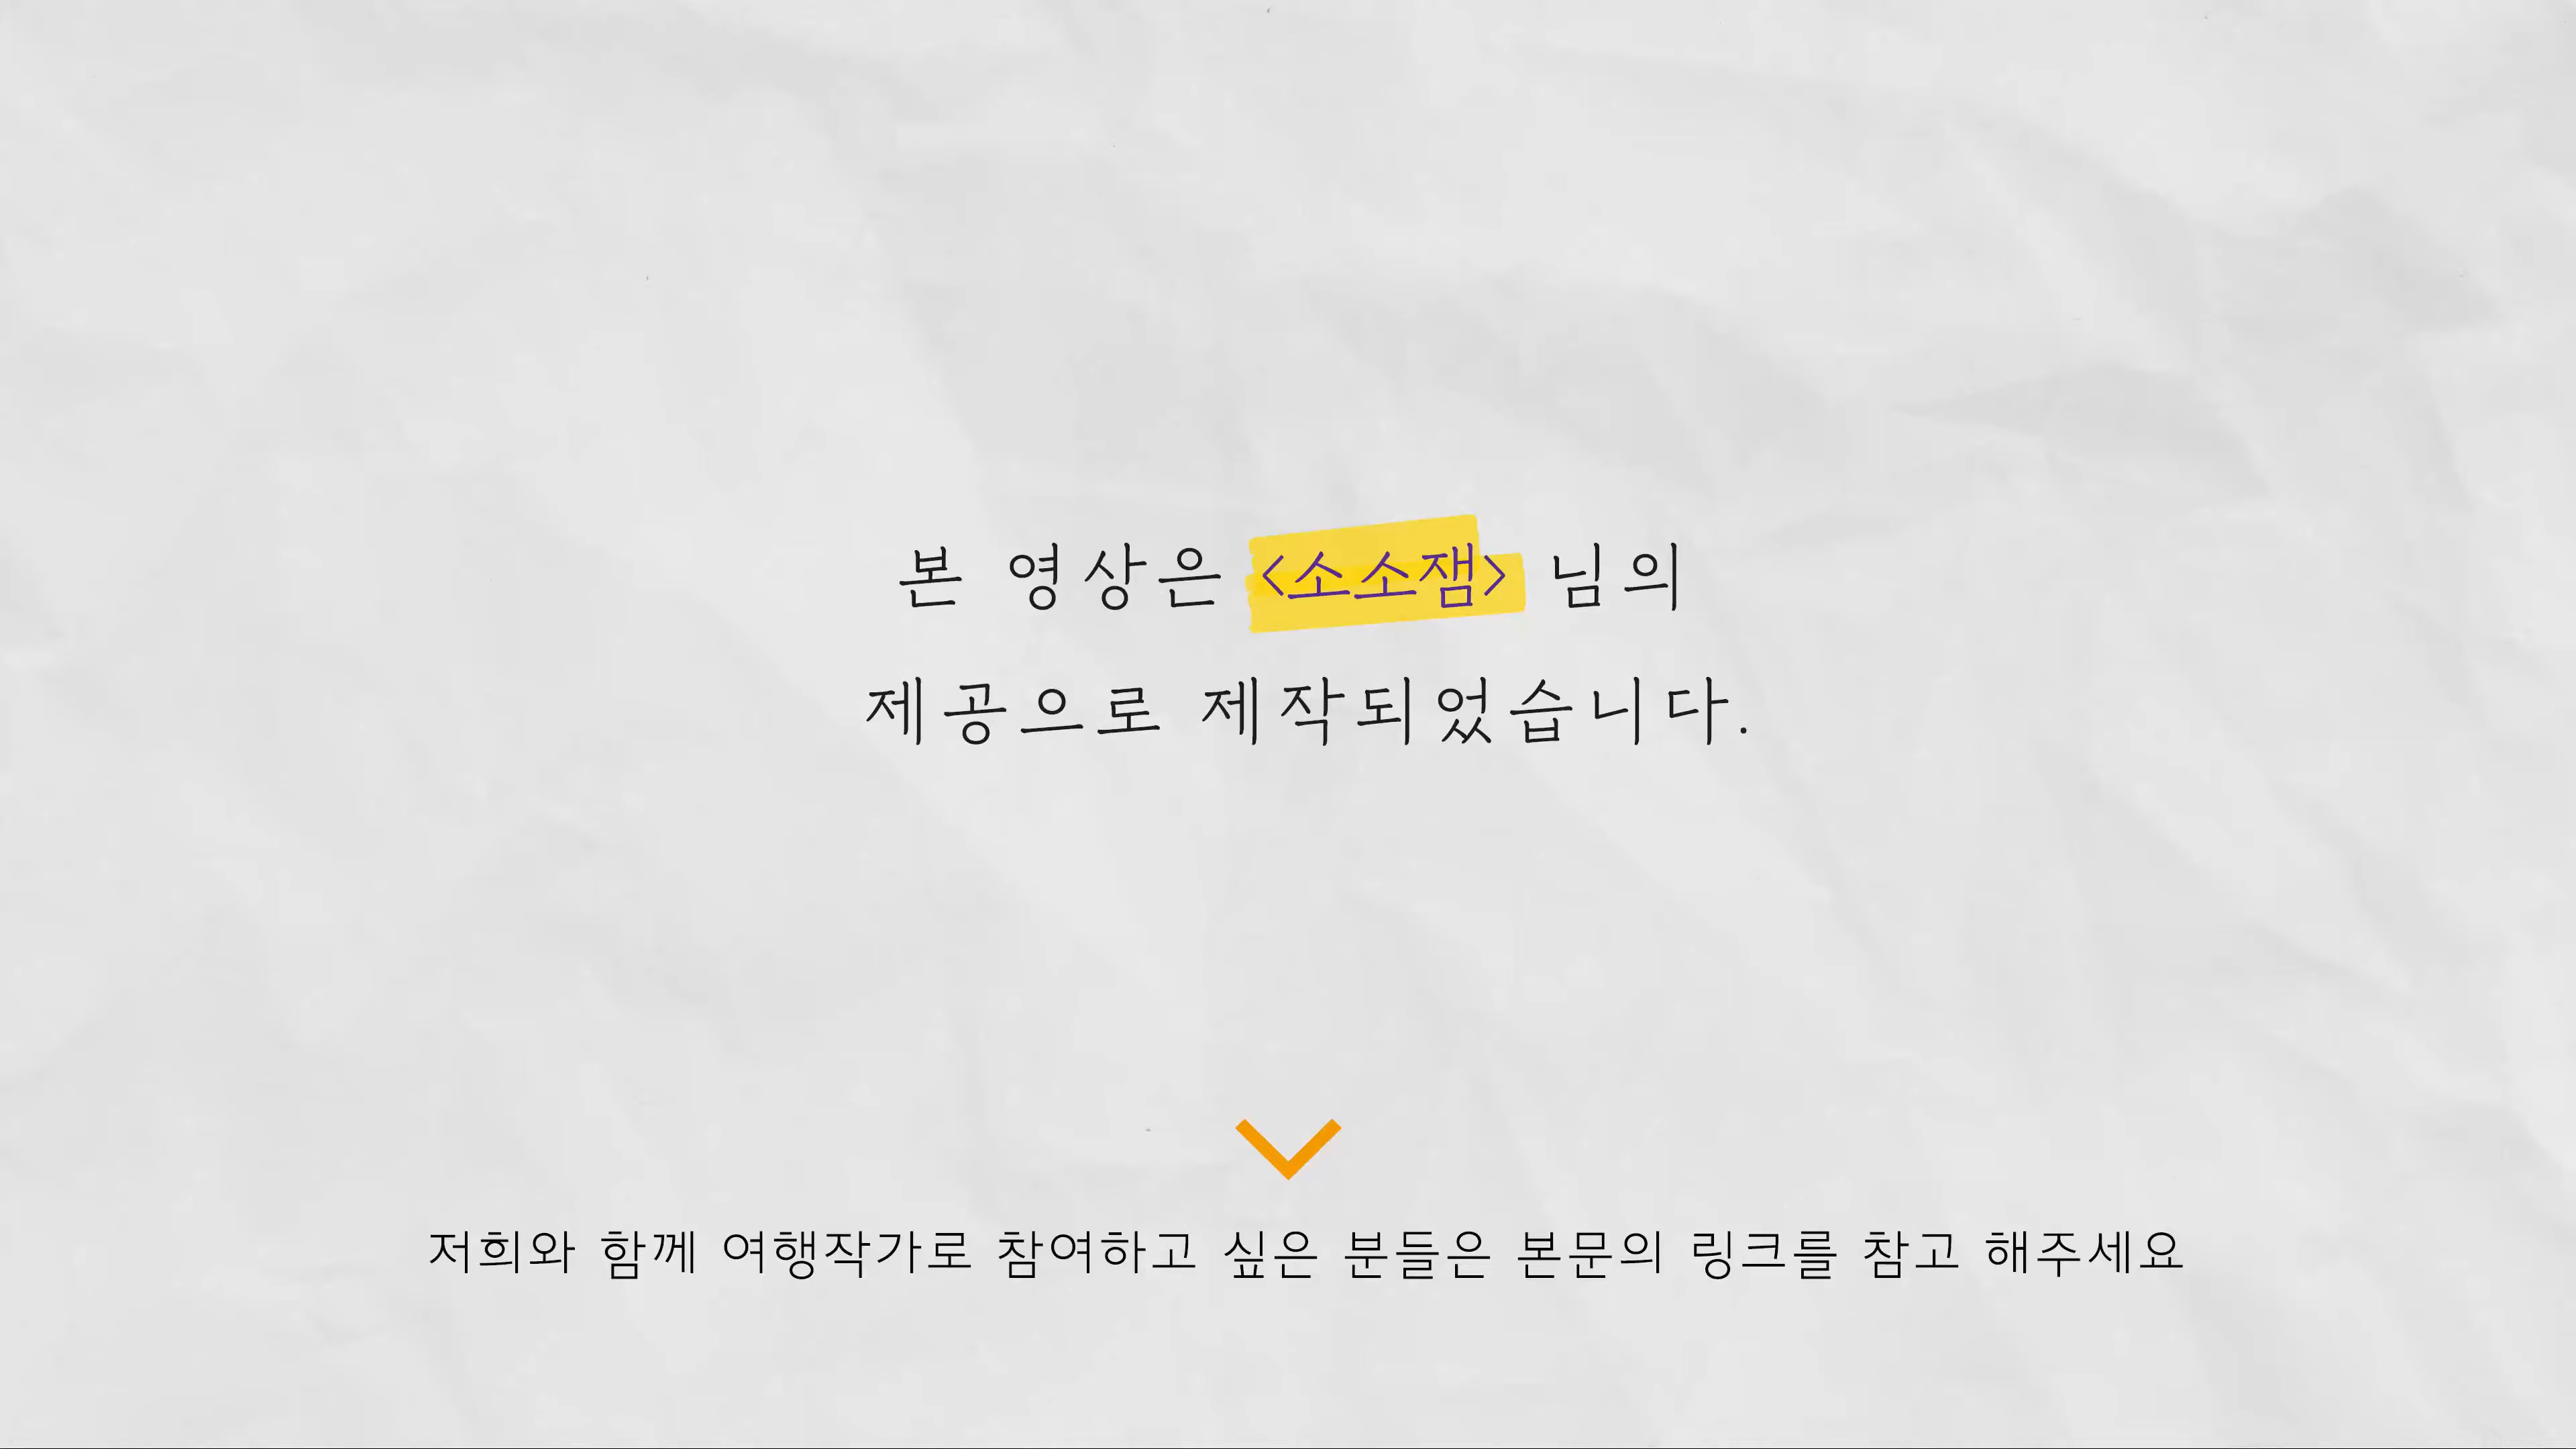 본 영상은 <소소잼> 님의
제공으로 제작되었습니다.
저희와 함께 여행작가로 참여하고 싶은 분들은 본문의 링크를 참고 해주세요